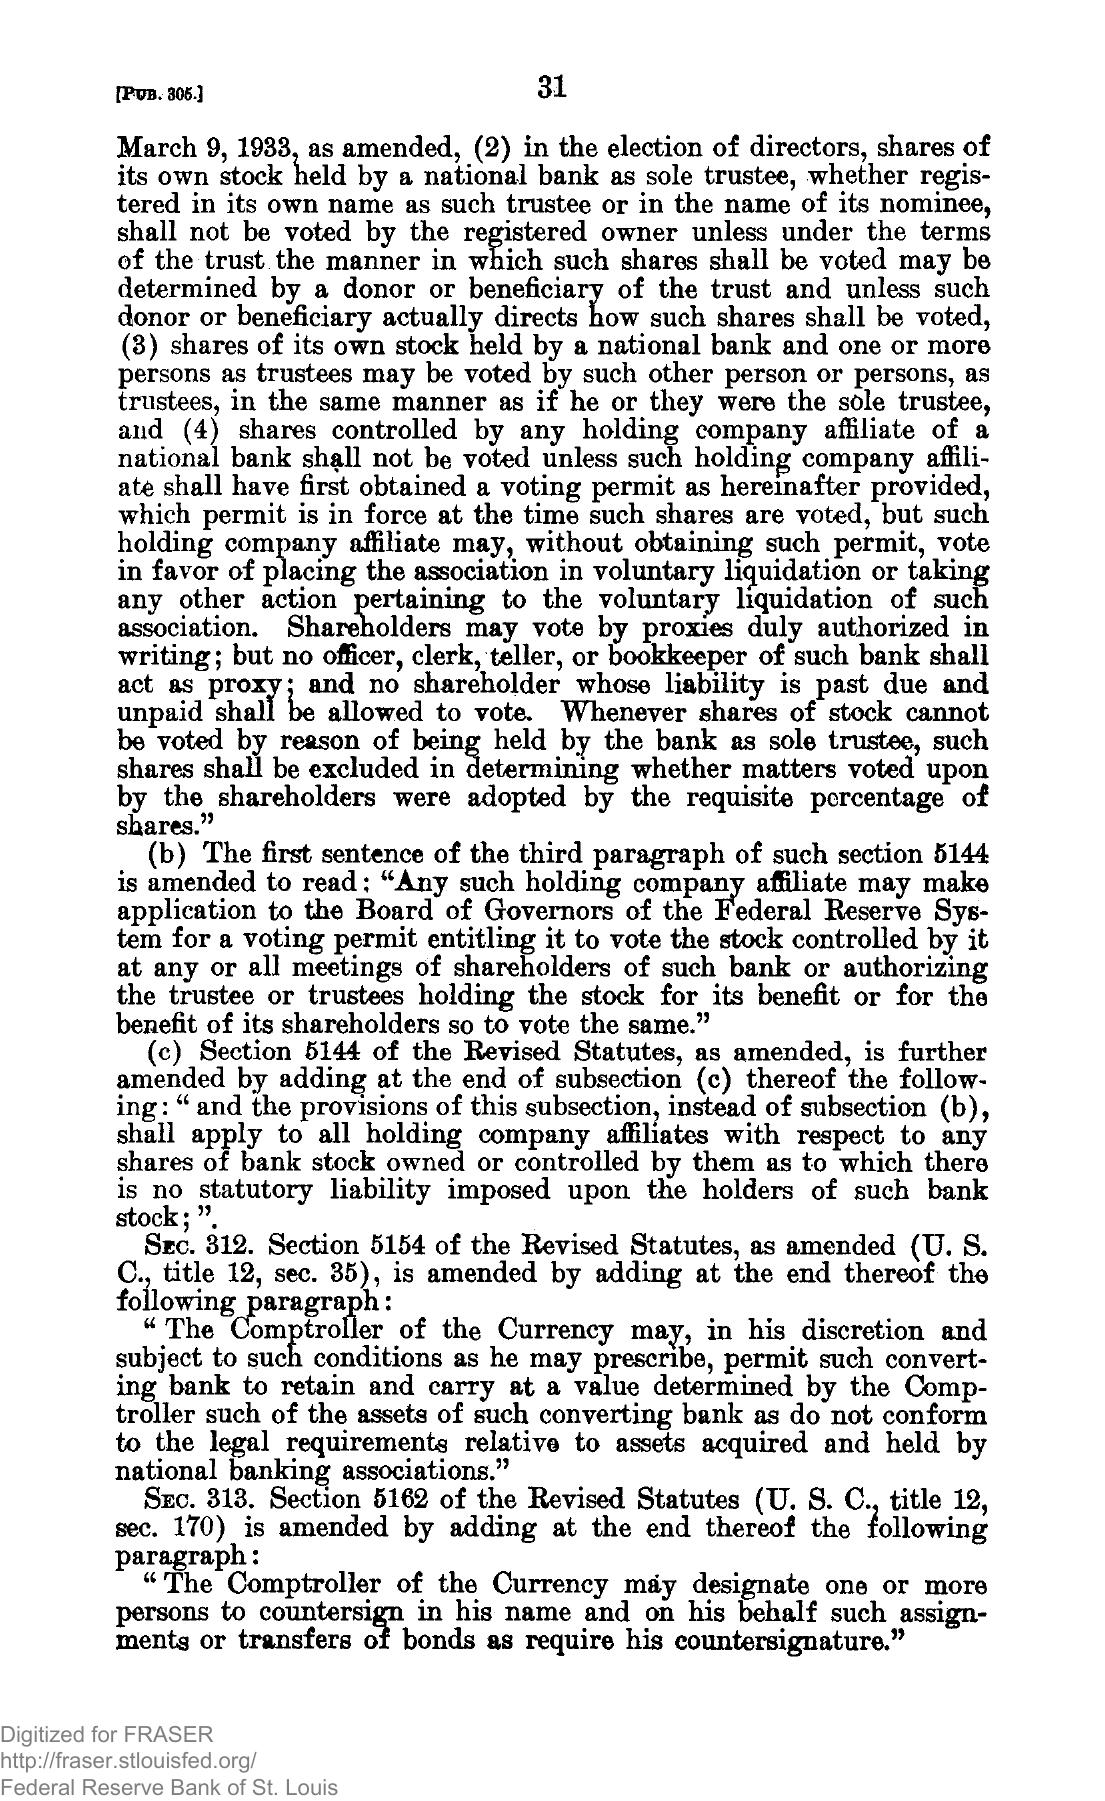 [PUB. 305.]
31
March 9, 1933, as amended, (2) in the election of directors, shares of
its own stock held by a national bank as sole trustee, whether regis-
tered in its own name as such trustee or in the name of its nominee,
shall not be voted by the registered owner unless under the terms
of the trust the manner in which such shares shall be voted may be
determined by a donor or beneficiary of the trust and unless such
donor or beneficiary actually directs how such shares shall be voted,
(3) shares of its own stock held by a national bank and one or more
persons as trustees may be voted by such other person or persons, as
trustees, in the same manner as if he or they were the sole trustee,
and (4) shares controlled by any holding company affiliate of a
national bank shall not be voted unless such holding company affili-
ate shall have first obtained a voting permit as hereinafter provided,
which permit is in force at the time such shares are voted, but such
holding company affiliate may, without obtaining such permit, vote
in favor of placing the association in voluntary liquidation or taking
any other action pertaining to the voluntary liquidation of such
association. Shareholders may vote by proxies duly authorized in
writing; but no officer, clerk, teller, or bookkeeper of such bank shall
act as proxy; and no shareholder whose liability is past due and
unpaid shall be allowed to vote. Whenever shares of stock cannot
be voted by reason of being held by the bank as sole trustee, such
shares shall be excluded in determining whether matters voted upon
by the shareholders were adopted by the requisite percentage of
shares.”
(b) The first sentence of the third paragraph of such section 5144
is amended to read: “Any such holding company affiliate may make
application to the Board of Governors of the Federal Reserve Sys-
tem for a voting permit entitling it to vote the stock controlled by it
at any or all meetings of shareholders of such bank or authorizing
the trustee or trustees holding the stock for its benefit or for the
benefit of its shareholders so to vote the same.”
(c) Section 5144 of the Revised Statutes, as amended, is further
amended by adding at the end of subsection (c) thereof the follow-
ing: “ and the provisions of this subsection, instead of subsection (b),
shall apply to all holding company affiliates with respect to any
shares of bank stock owned or controlled by them as to which there
is no statutory liability imposed upon the holders of such bank
stock; ”.
SEC. 312. Section 5154 of the Revised Statutes, as amended (U. S.
C., title 12, sec. 35), is amended by adding at the end thereof the
following paragraph:
“ The Comptroller of the Currency may, in his discretion and
subject to such conditions as he may prescribe, permit such convert-
ing bank to retain and carry at a value determined by the Comp-
troller such of the assets of such converting bank as do not conform
to the legal requirements relative to assets acquired and held by
national banking associations.”
SEC. 313. Section 5162 of the Revised Statutes (U. S. C., title 12,
sec. 170) is amended by adding at the end thereof the following
paragraph:
“ The Comptroller of the Currency may designate one or more
persons to countersign in his name and on his behalf such assign-
ments or transfers of bonds as require his countersignature.”
Digitized for FRASER
http://fraser.stlouisfed.org/
Federal Reserve Bank of St. Louis